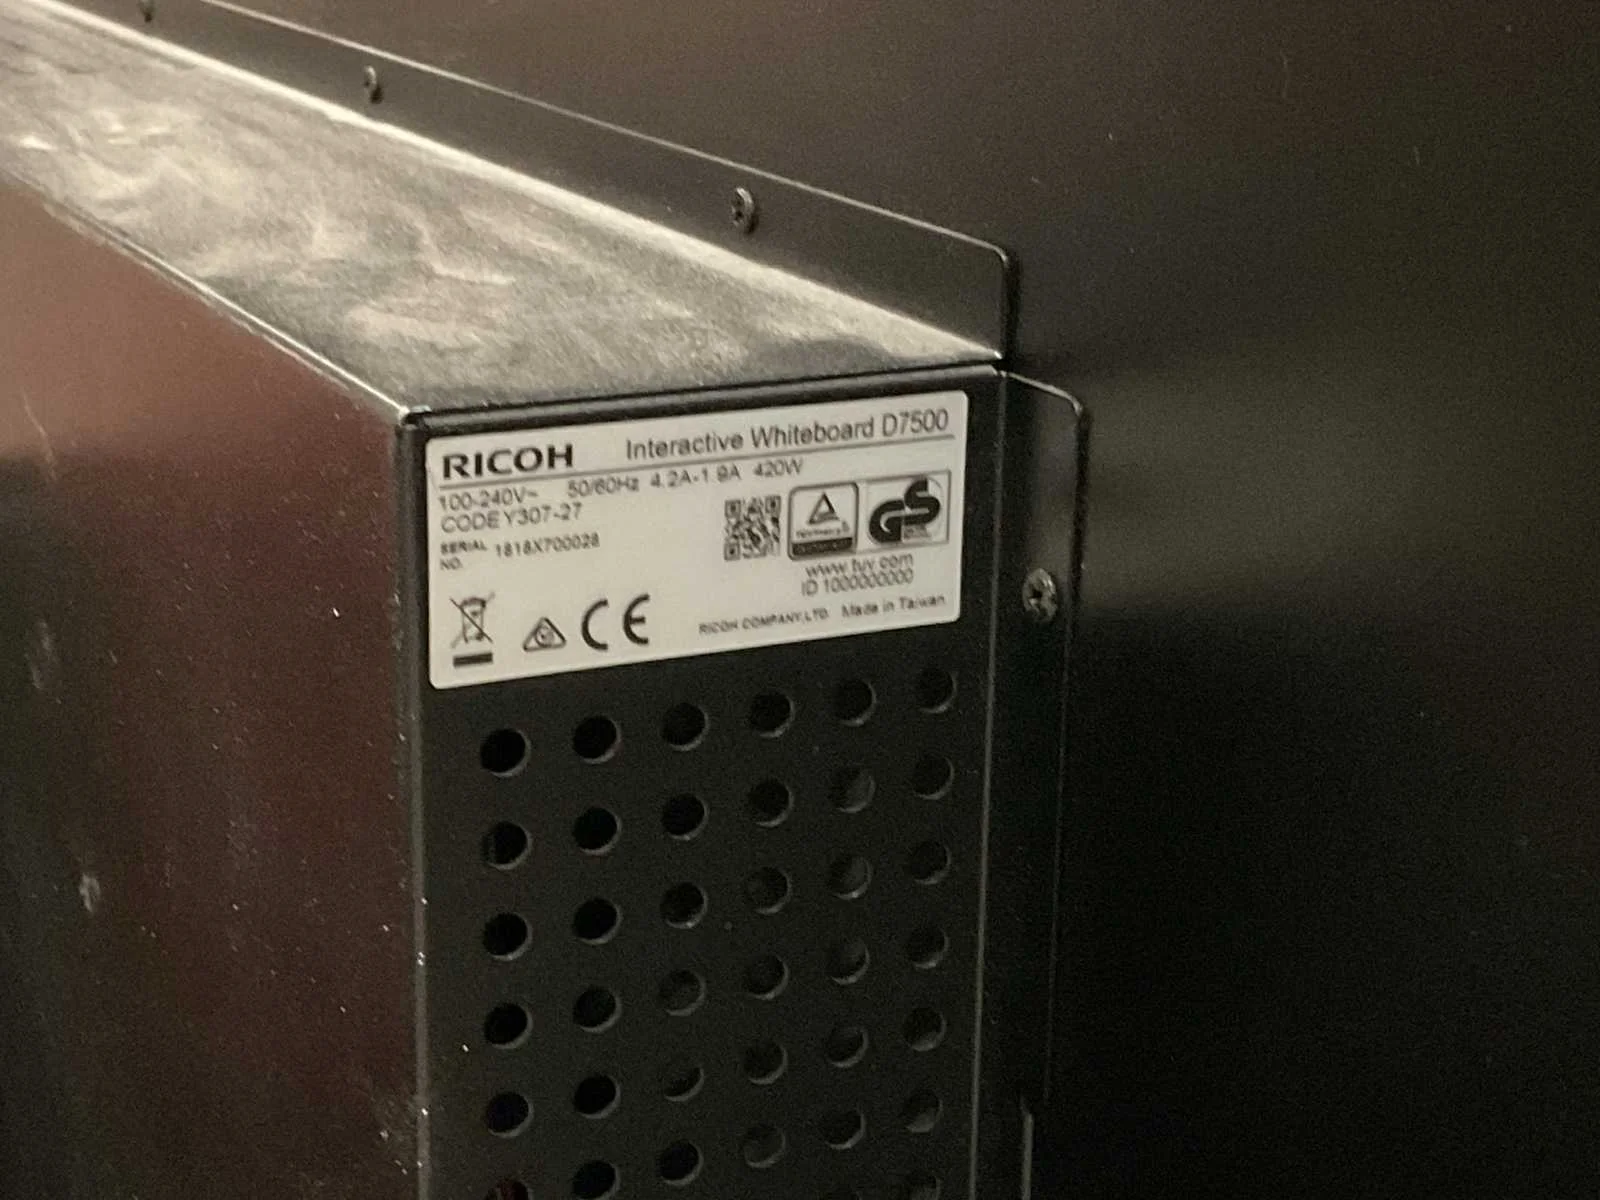 RICOH Interactive Whiteboard D7500
100-240V~ 50/60Hz 4.2A-1.9A 420W
CODE Y307-27
SERIAL NO. 1818X700028
GS
www.tuv.com
ID 1000000000
CE
RICOH COMPANY,LTD. Made in Taiwan